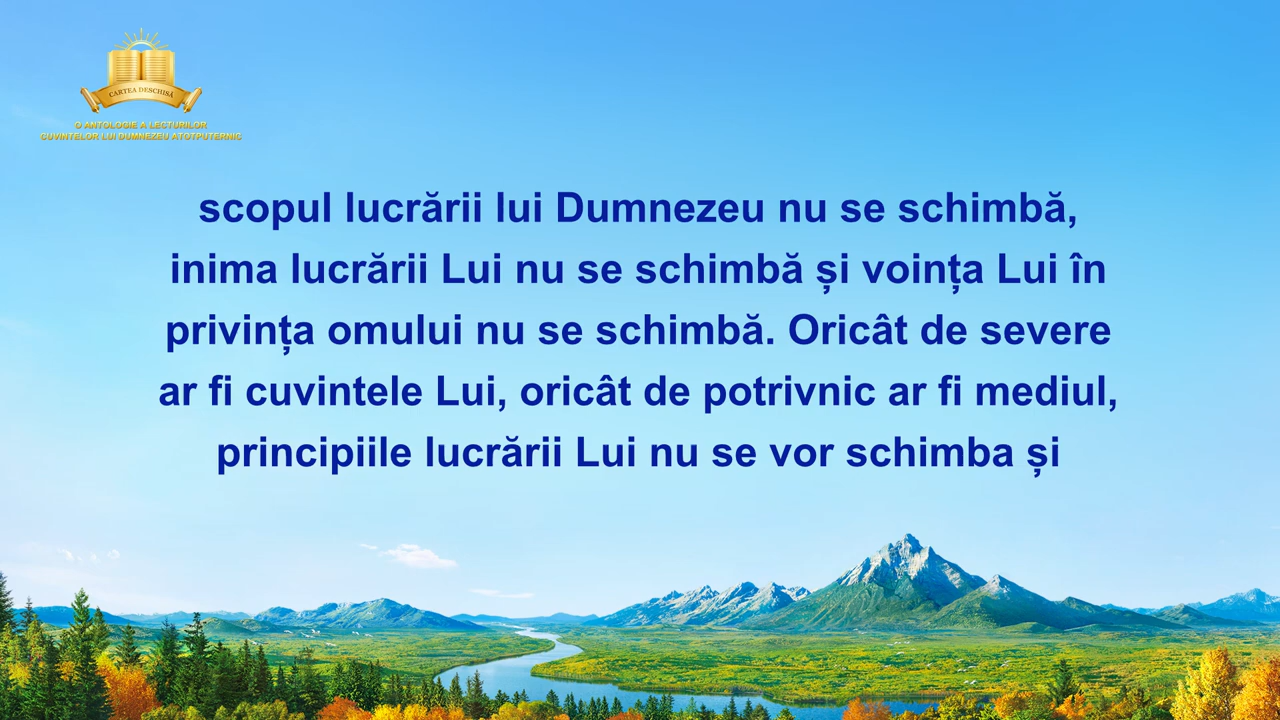 CARTEA DESCHISĂ
O ANTOLOGIE A LECTURILOR
CUVINTELOR LUI DUMNEZEU ATOTPUTERNIC
scopul lucrării lui Dumnezeu nu se schimbă,
inima lucrării Lui nu se schimbă și voința Lui în
privința omului nu se schimbă. Oricât de severe
ar fi cuvintele Lui, oricât de potrivnic ar fi mediul,
principiile lucrării Lui nu se vor schimba și